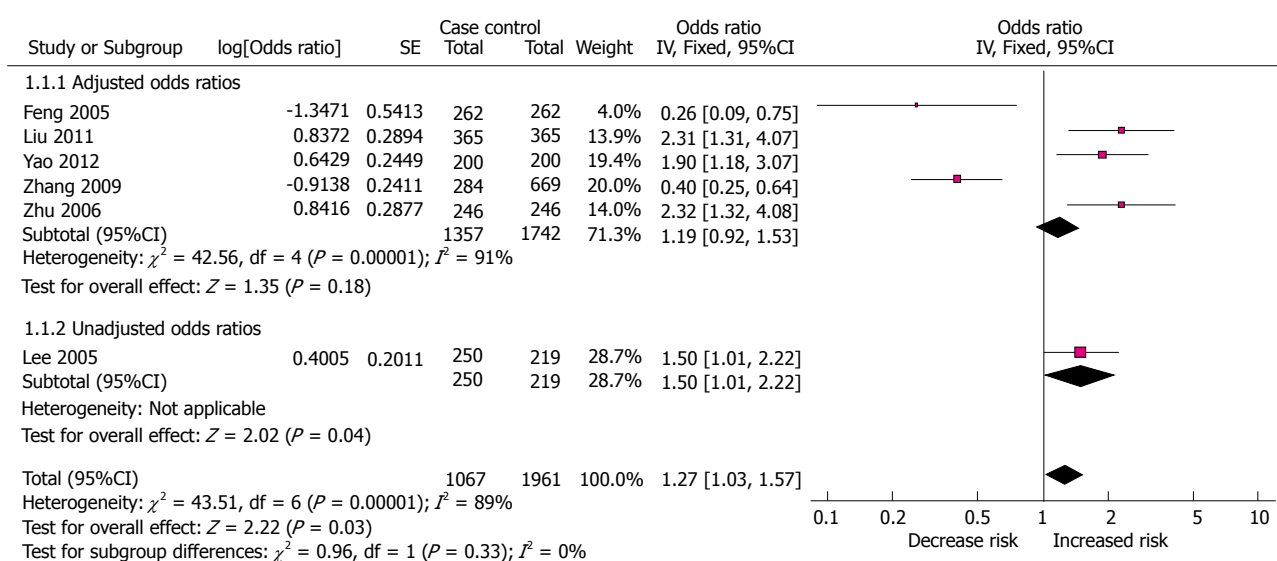 Case control Odds ratio Odds ratio
Study or Subgroup log[Odds ratio] SE Total Total Weight IV, Fixed, 95%CI IV, Fixed, 95%CI
1.1.1 Adjusted odds ratios
Feng 2005 -1.3471 0.5413 262 262 4.0% 0.26 [0.09, 0.75]
Liu 2011 0.8372 0.2894 365 365 13.9% 2.31 [1.31, 4.07]
Yao 2012 0.6429 0.2449 200 200 19.4% 1.90 [1.18, 3.07]
Zhang 2009 -0.9138 0.2411 284 669 20.0% 0.40 [0.25, 0.64]
Zhu 2006 0.8416 0.2877 246 246 14.0% 2.32 [1.32, 4.08]
Subtotal (95%CI) 1357 1742 71.3% 1.19 [0.92, 1.53]
Heterogeneity: χ² = 42.56, df = 4 (P = 0.00001); I² = 91%
Test for overall effect: Z = 1.35 (P = 0.18)
1.1.2 Unadjusted odds ratios
Lee 2005 0.4005 0.2011 250 219 28.7% 1.50 [1.01, 2.22]
Subtotal (95%CI) 250 219 28.7% 1.50 [1.01, 2.22]
Heterogeneity: Not applicable
Test for overall effect: Z = 2.02 (P = 0.04)
Total (95%CI) 1067 1961 100.0% 1.27 [1.03, 1.57]
Heterogeneity: χ² = 43.51, df = 6 (P = 0.00001); I² = 89%
Test for overall effect: Z = 2.22 (P = 0.03)
Test for subgroup differences: χ² = 0.96, df = 1 (P = 0.33); I² = 0%
0.1 0.2 0.5 1 2 5 10
Decrease risk Increased risk